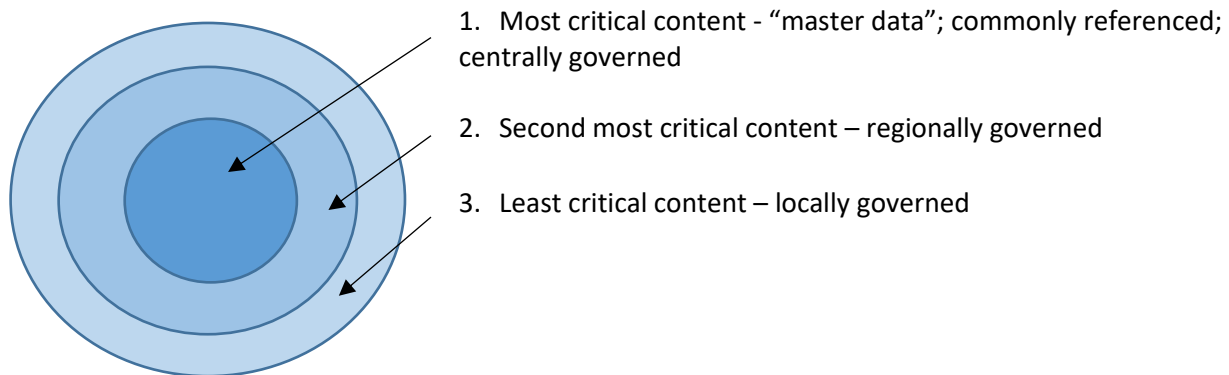 1. Most critical content - “master data”; commonly referenced;
centrally governed
2. Second most critical content – regionally governed
3. Least critical content – locally governed